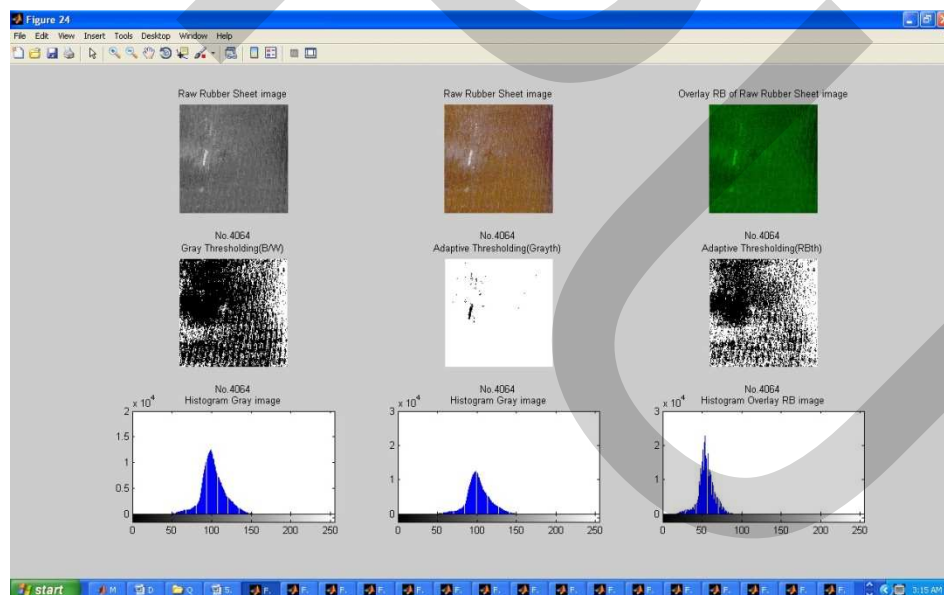 Figure 24
File Edit View Insert Tools Desktop Window Help
Raw Rubber Sheet image
Raw Rubber Sheet image
Overlay RB of Raw Rubber Sheet image
No.4064
Gray Thresholding(B/W)
No.4064
Adaptive Thresholding(Grayth)
No.4064
Adaptive Thresholding(RBth)
No.4064
Histogram Gray image
x 10^4
2
1.5
1
0.5
0
0 50 100 150 200 250
No.4064
Histogram Gray image
x 10^4
3
2
1
0
0 50 100 150 200 250
No.4064
Histogram Overlay RB image
x 10^4
3
2
1
0
0 50 100 150 200 250
start M D Q S. F. F. F. F. F. F. F. F. F. F. F. F. F. F. F. 3:15 AM